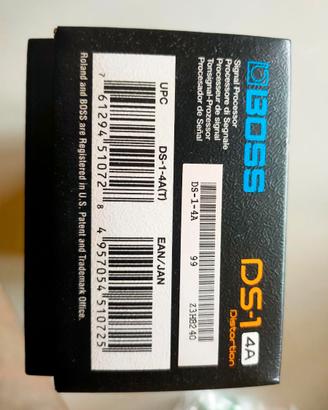 BOSS
DS-1 4A
Distortion
Signal Processor
Processore di Segnale
Processeur de signal
Tonsignal-Prozessor
Procesador de Señal
DS-1-4A 99 Z3H8240
UPC DS-1-4A(T) EAN/JAN
7 61294 51072 8 4 957054 510725
Roland and BOSS are Registered in U.S. Patent and Trademark Office.